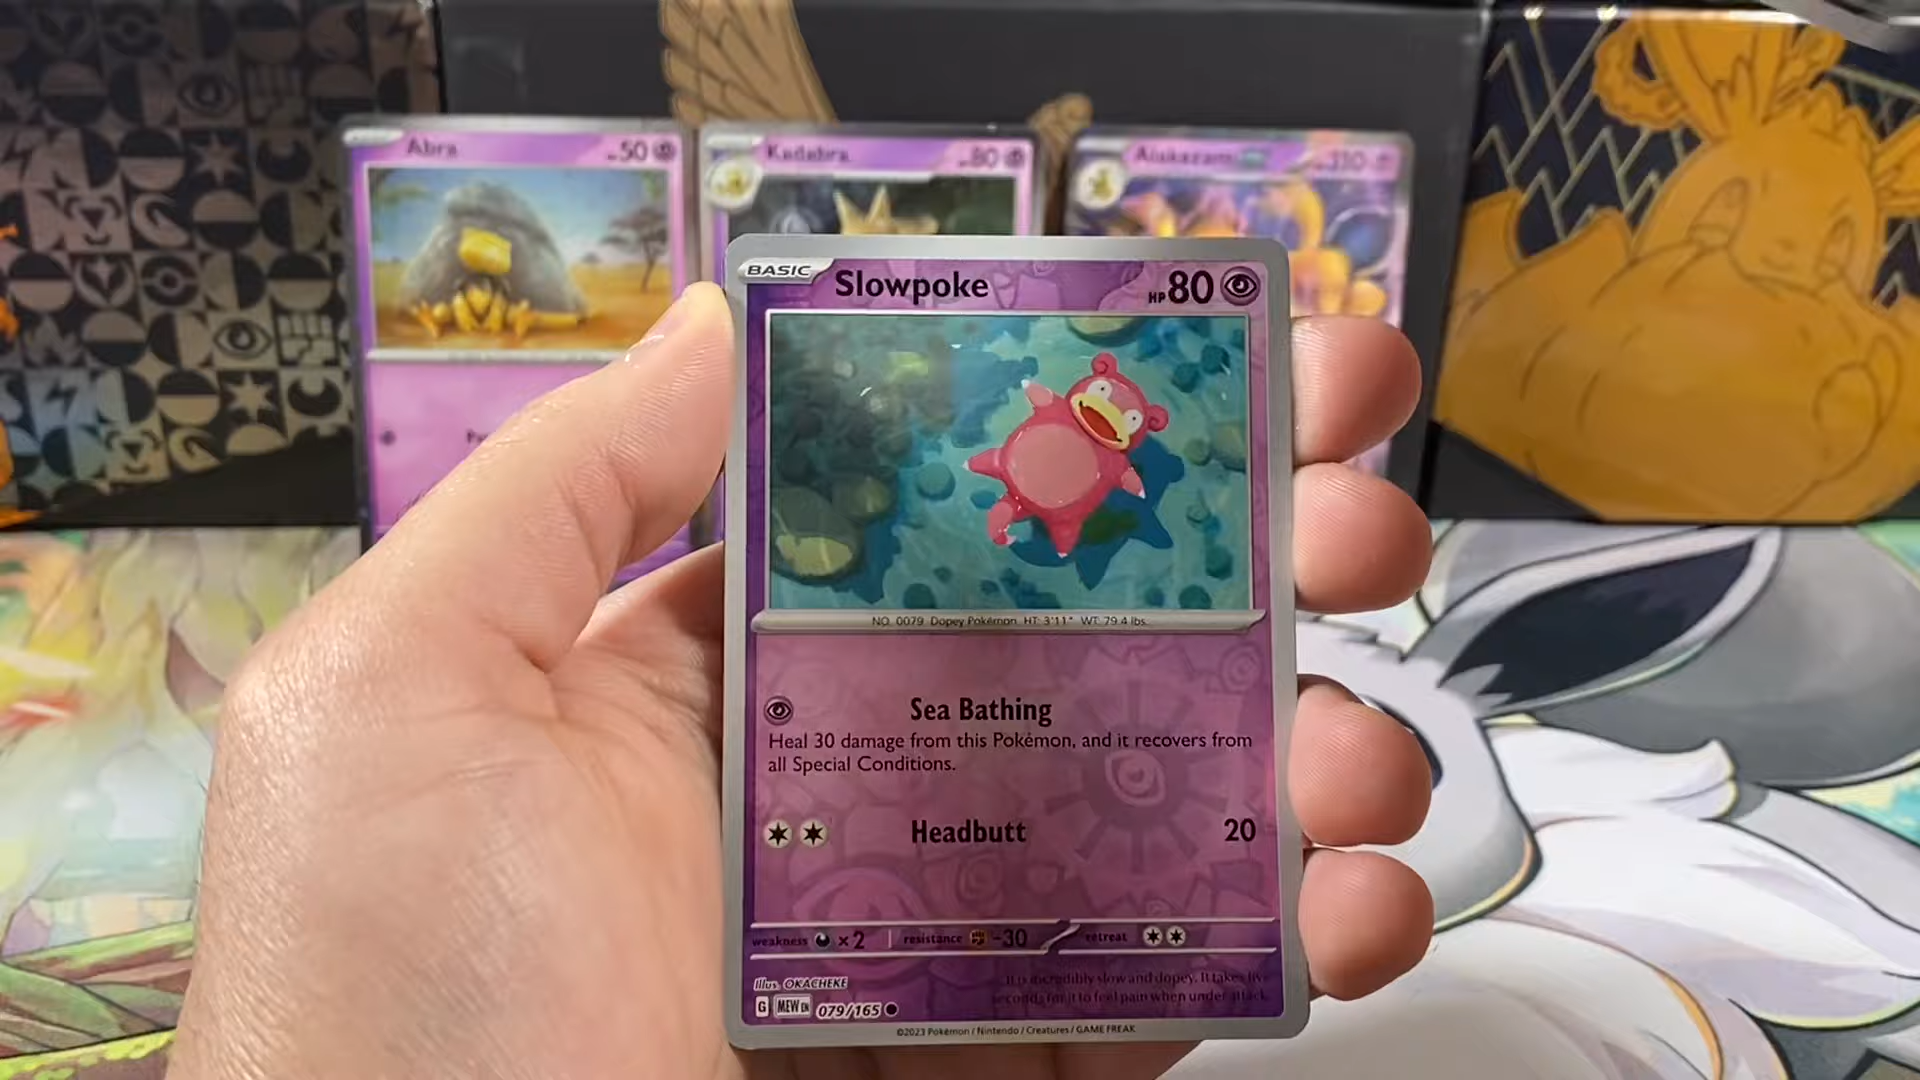 Abra 50
Kadabra 80
Alakazam 110
BASIC Slowpoke HP 80
NO. 0079 Dopey Pokémon HT: 3'11" WT: 79.4 lbs.
Sea Bathing
Heal 30 damage from this Pokémon, and it recovers from
all Special Conditions.
Headbutt 20
weakness ×2 resistance -30 retreat
It is incredibly slow and dopey. It takes five
seconds for it to feel pain when under attack.
Illus. OKACHEKE
G MEW EN 079/165
©2023 Pokémon / Nintendo / Creatures / GAME FREAK